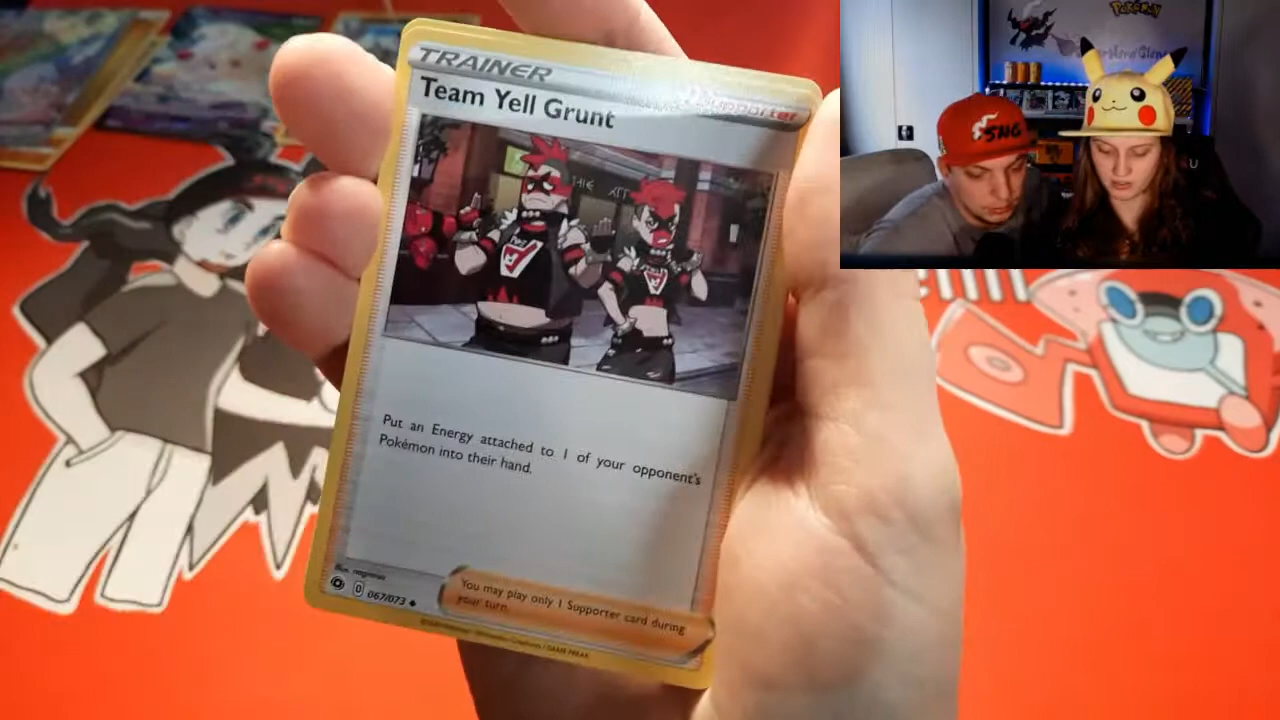 TRAINER
Supporter
Team Yell Grunt
Put an Energy attached to 1 of your opponent's
Pokémon into their hand.
You may play only 1 Supporter card during
your turn.
D
067/073
POKÉMON
SNG